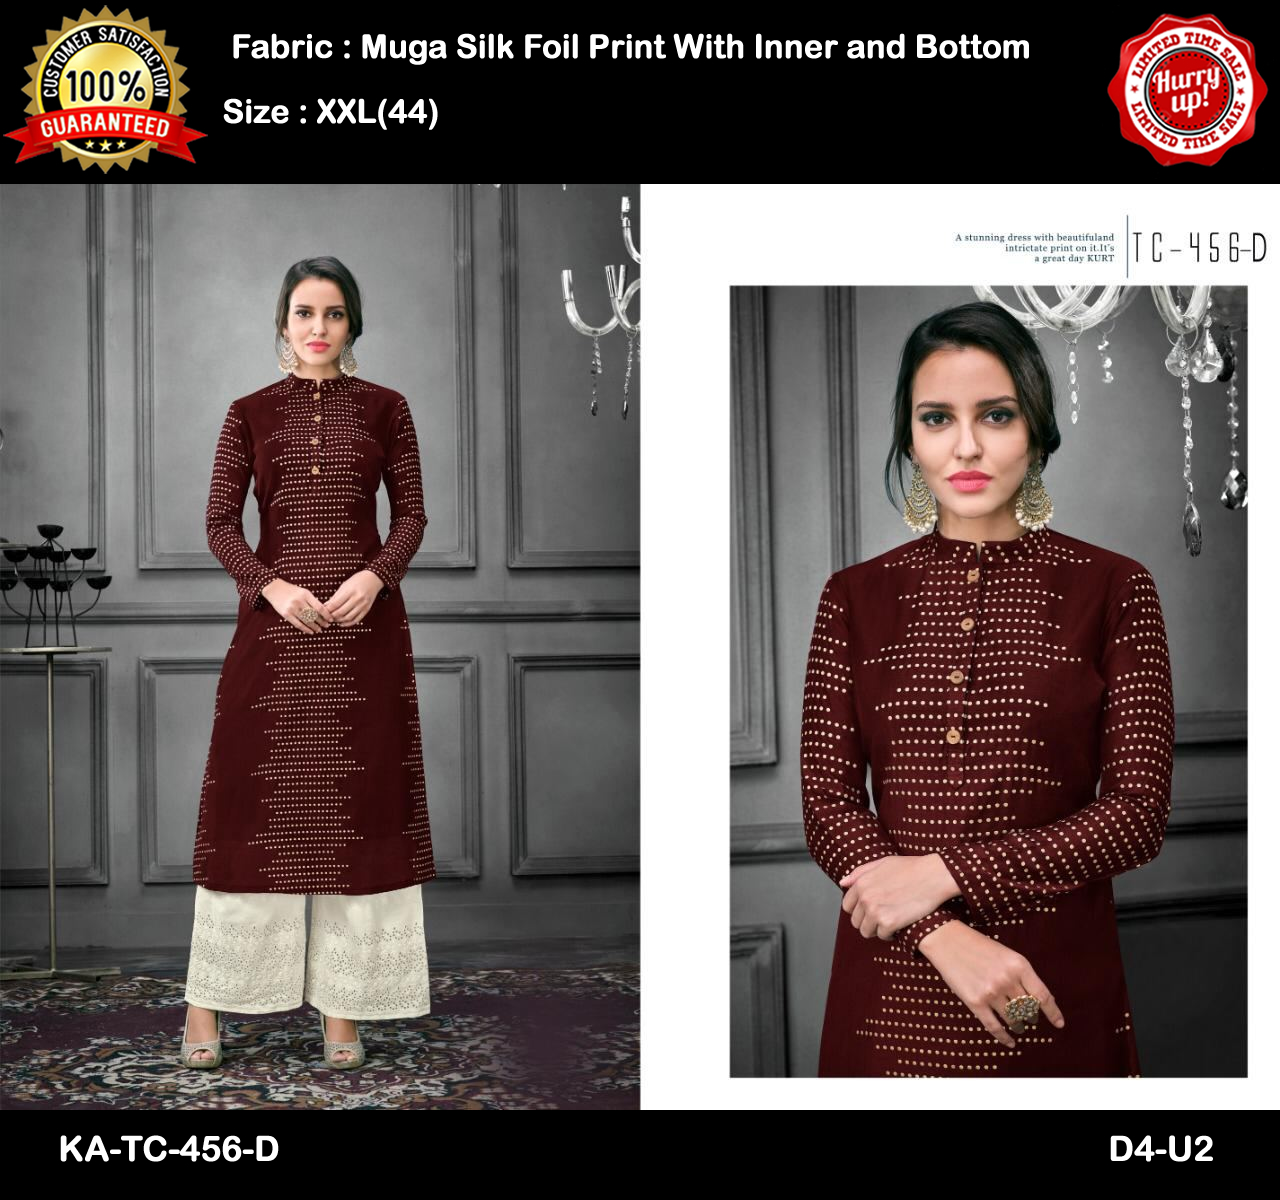 CUSTOMER SATISFACTION
100%
GUARANTEED
Fabric : Muga Silk Foil Print With Inner and Bottom
Size : XXL(44)
LIMITED TIME SALE
Hurry
up!
LIMITED TIME SALE
A stunning dress with beautifuland
intrictate print on it.It's
a great day KURT
TC-456-D
KA-TC-456-D
D4-U2